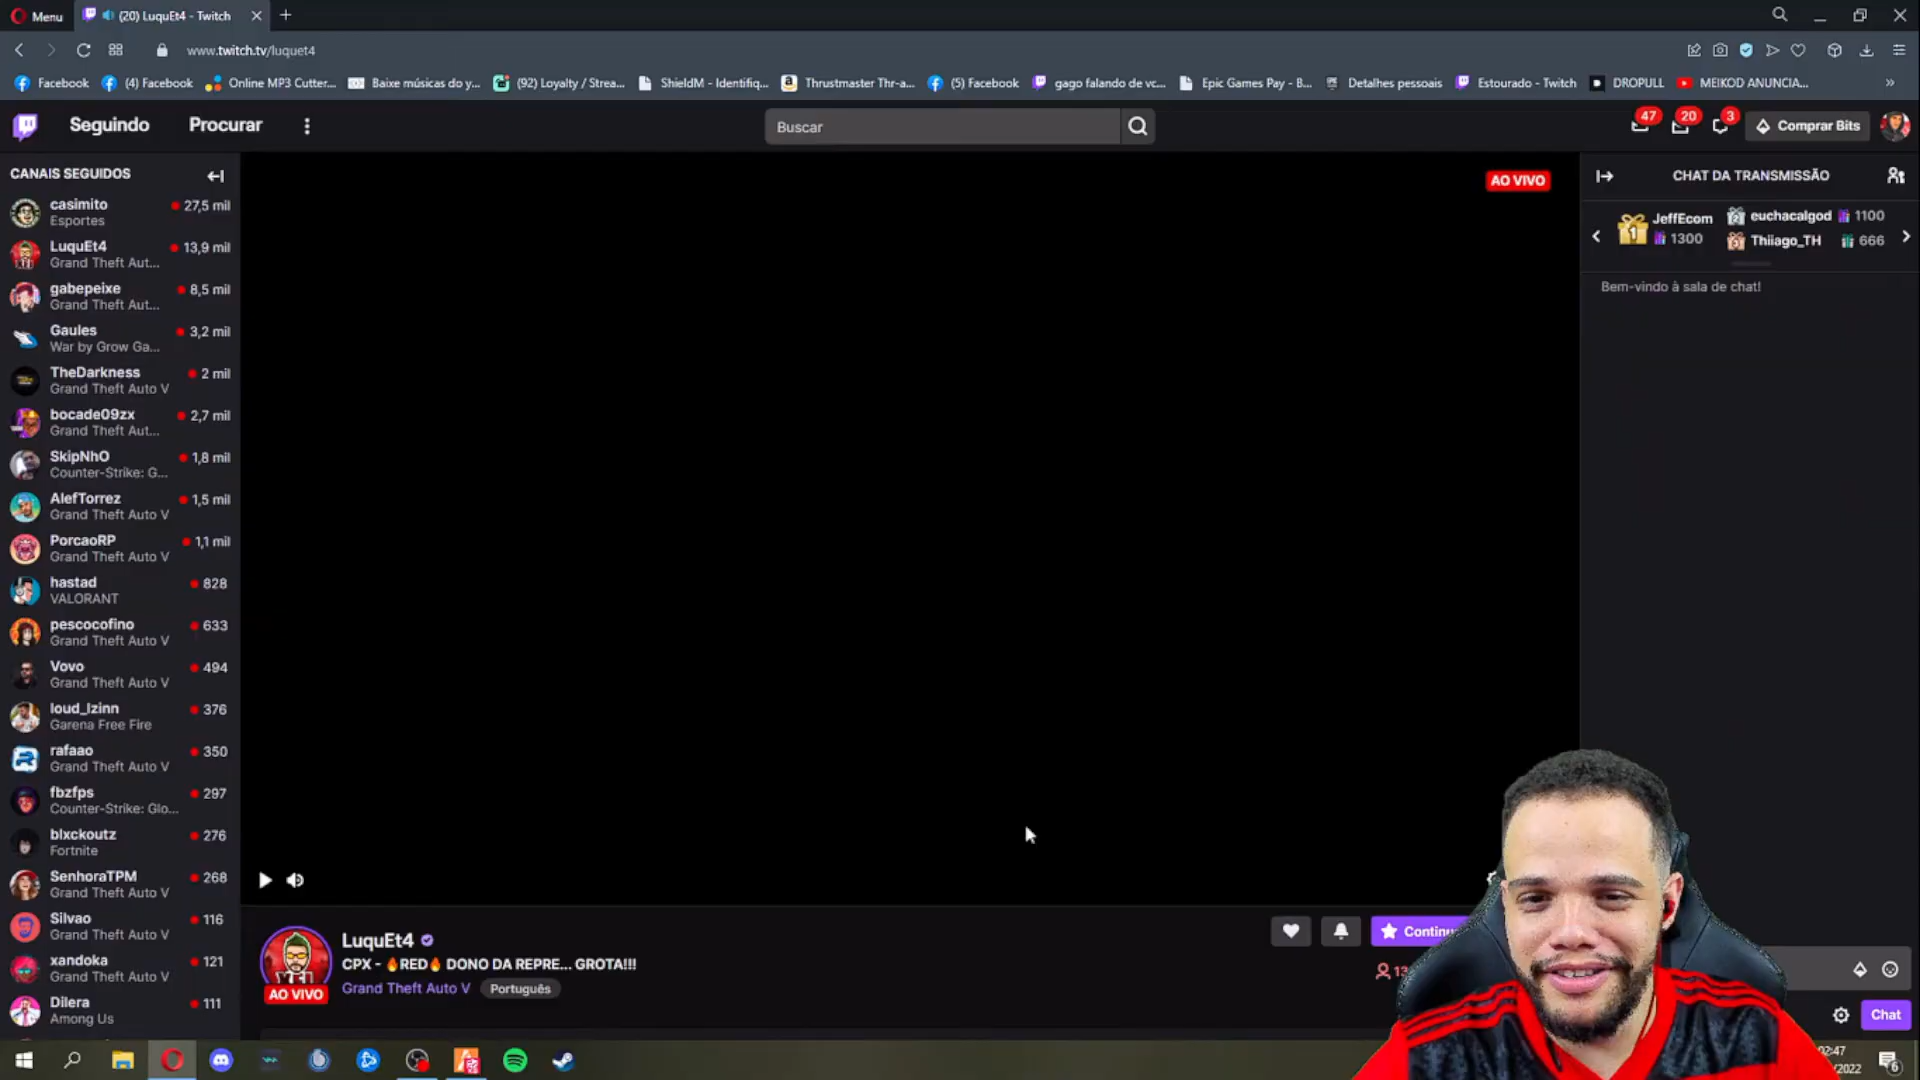 Menu
(20) LuquEt4 - Twitch
www.twitch.tv/luquet4
Facebook
(4) Facebook
Online MP3 Cutter...
Baixe músicas do y...
(92) Loyalty / Strea...
ShieldM - Identifiq...
Thrustmaster Thr-a...
(5) Facebook
gago falando de vc...
Epic Games Pay - B...
Detalhes pessoais
Estourado - Twitch
DROPULL
MEIKOD ANUNCIA...
Seguindo
Procurar
Buscar
47
20
3
Comprar Bits
CANAIS SEGUIDOS
casimito
27,5 mil
Esportes
LuquEt4
13,9 mil
Grand Theft Aut...
gabepeixe
8,5 mil
Grand Theft Aut...
Gaules
3,2 mil
War by Grow Ga...
TheDarkness
2 mil
Grand Theft Auto V
bocade09zx
2,7 mil
Grand Theft Aut...
SkipNhO
1,8 mil
Counter-Strike: G...
AlefTorrez
1,5 mil
Grand Theft Auto V
PorcaoRP
1,1 mil
Grand Theft Auto V
hastad
828
VALORANT
pescocofino
633
Grand Theft Auto V
Vovo
494
Grand Theft Auto V
loud_lzinn
376
Garena Free Fire
rafaao
350
Grand Theft Auto V
fbzfps
297
Counter-Strike: Glo...
blxckoutz
276
Fortnite
SenhoraTPM
268
Grand Theft Auto V
Silvao
116
Grand Theft Auto V
xandoka
121
Grand Theft Auto V
Dilera
111
Among Us
AO VIVO
CHAT DA TRANSMISSÃO
1
JeffEcom
1300
euchacalgod
1100
Thiiago_TH
666
Bem-vindo à sala de chat!
LuquEt4
CPX - 🔥RED🔥 DONO DA REPRE... GROTA!!!
Grand Theft Auto V
Português
AO VIVO
Chat
02:47
2022
6